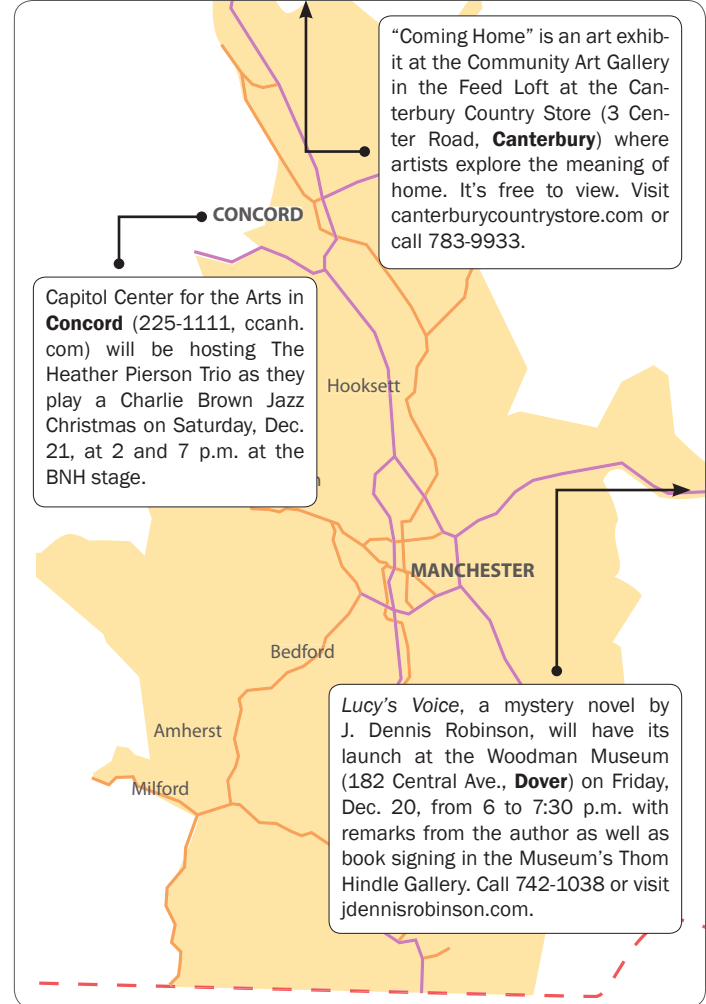 “Coming Home” is an art exhib-
it at the Community Art Gallery
in the Feed Loft at the Can-
terbury Country Store (3 Cen-
ter Road, Canterbury) where
artists explore the meaning of
home. It’s free to view. Visit
canterburycountrystore.com or
call 783-9933.
CONCORD
Capitol Center for the Arts in
Concord (225-1111, ccanh.
com) will be hosting The
Heather Pierson Trio as they
play a Charlie Brown Jazz
Christmas on Saturday, Dec.
21, at 2 and 7 p.m. at the
BNH stage.
Hooksett
MANCHESTER
Bedford
Amherst
Milford
Lucy’s Voice, a mystery novel by
J. Dennis Robinson, will have its
launch at the Woodman Museum
(182 Central Ave., Dover) on Friday,
Dec. 20, from 6 to 7:30 p.m. with
remarks from the author as well as
book signing in the Museum’s Thom
Hindle Gallery. Call 742-1038 or visit
jdennisrobinson.com.